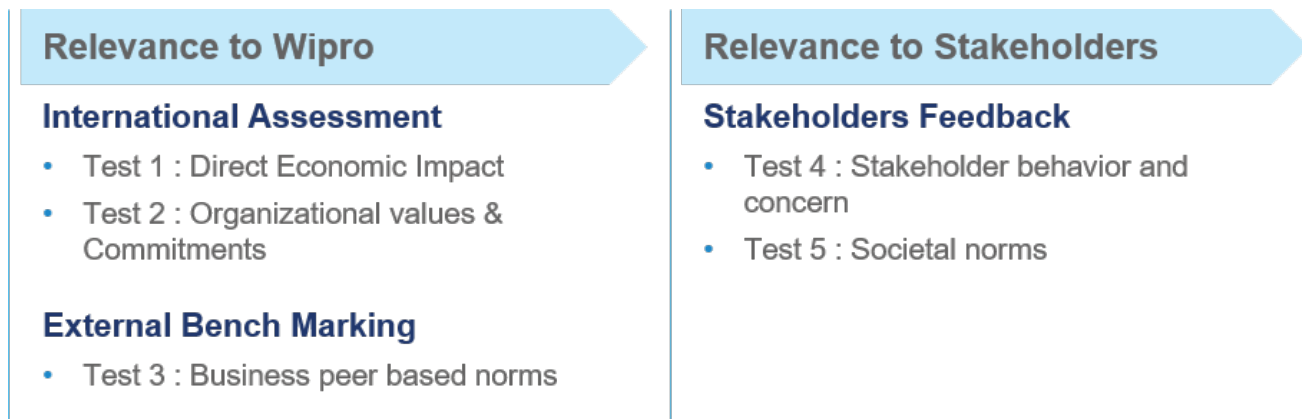 Relevance to Wipro
International Assessment
• Test 1 : Direct Economic Impact
• Test 2 : Organizational values &
Commitments
External Bench Marking
• Test 3 : Business peer based norms
Relevance to Stakeholders
Stakeholders Feedback
• Test 4 : Stakeholder behavior and
concern
• Test 5 : Societal norms